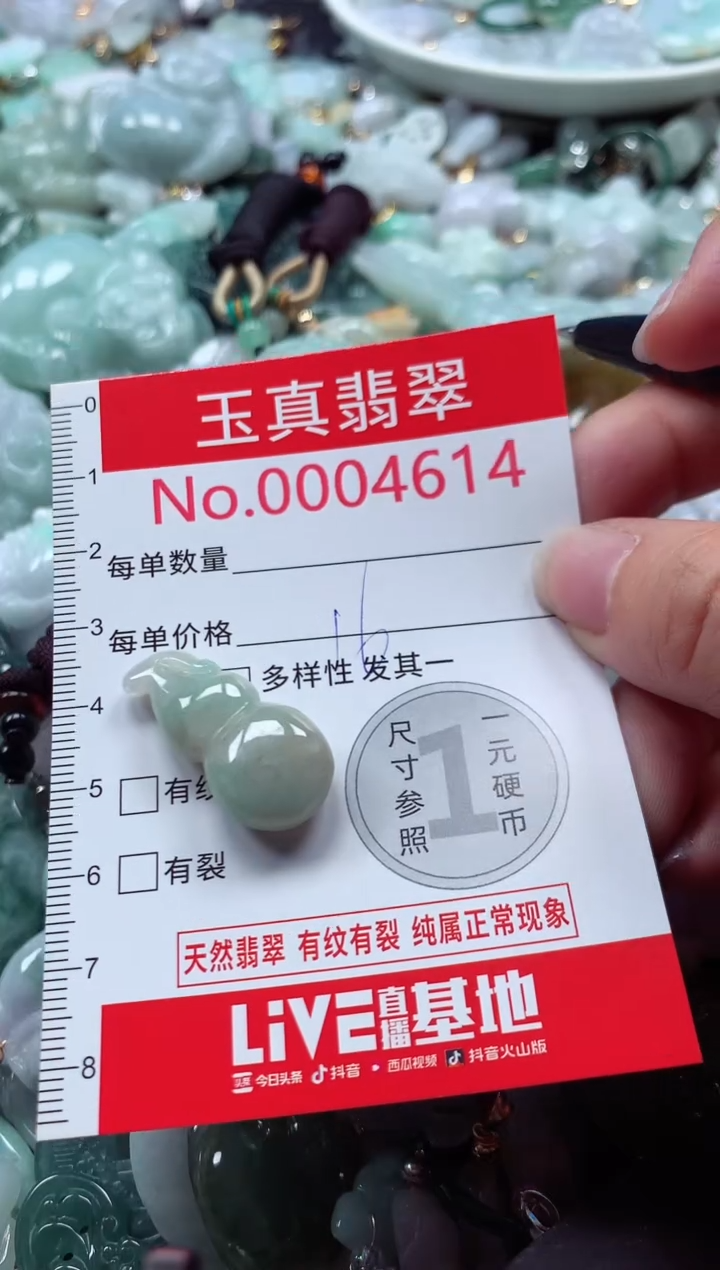 玉真翡翠
No.0004614
0
1
2
每单数量
3
每单价格
16
多样性 发其一
4
尺寸参照
1
一元硬币
5
有纹
6
有裂
天然翡翠 有纹有裂 纯属正常现象
7
LiVE直播基地
8
头条 今日头条 抖音 西瓜视频 抖音火山版